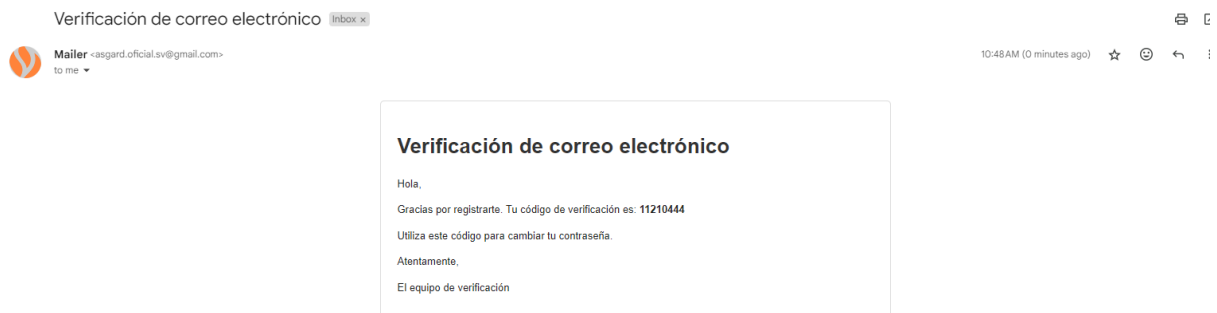 Verificación de correo electrónico Inbox x
Mailer <asgard.oficial.sv@gmail.com>
10:48 AM (0 minutes ago)
to me
Verificación de correo electrónico
Hola,
Gracias por registrarte. Tu código de verificación es: 11210444
Utiliza este código para cambiar tu contraseña.
Atentamente,
El equipo de verificación